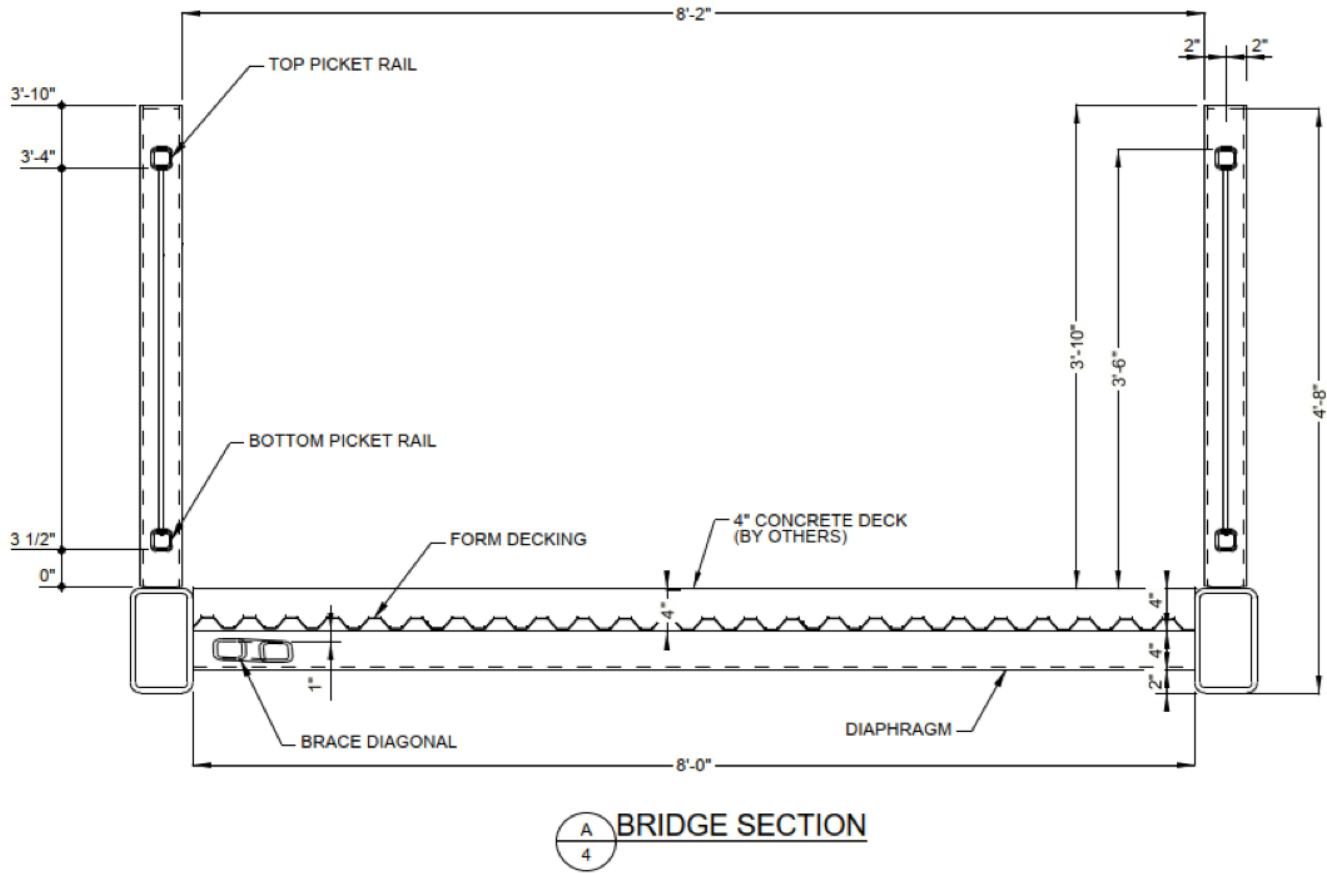 8'-2"
2" 2"
TOP PICKET RAIL
3'-10"
3'-4"
3'-10"
3'-6"
4'-8"
BOTTOM PICKET RAIL
3 1/2"
0"
FORM DECKING
4" CONCRETE DECK
(BY OTHERS)
4"
4"
4"
2"
1"
BRACE DIAGONAL
DIAPHRAGM
8'-0"
A
4
BRIDGE SECTION